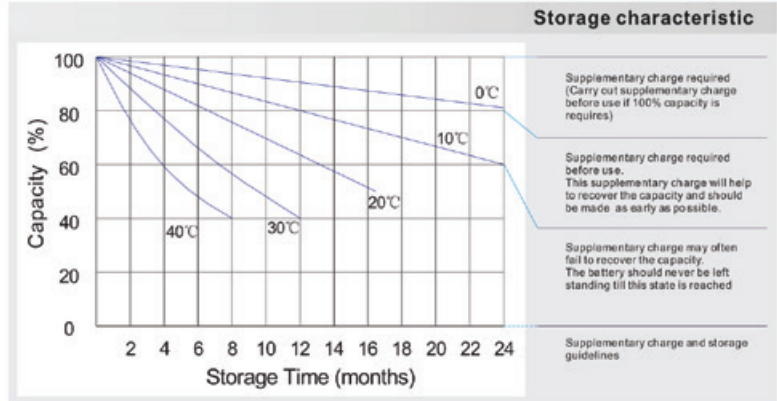 Storage characteristic
Capacity (%)
100
80
60
40
20
0
0℃
10℃
20℃
30℃
40℃
2 4 6 8 10 12 14 16 18 20 22 24
Storage Time (months)
Supplementary charge required
(Carry cut supplementary charge
before use if 100% capacity is
requires)
Supplementary charge required
before use.
This supplementary charge will help
to recover the capacity and should
be made as early as possible.
Supplementary charge may often
fail to recover the capacity.
The battery should never be left
standing till this state is reached
Supplementary charge and storage
guidelines